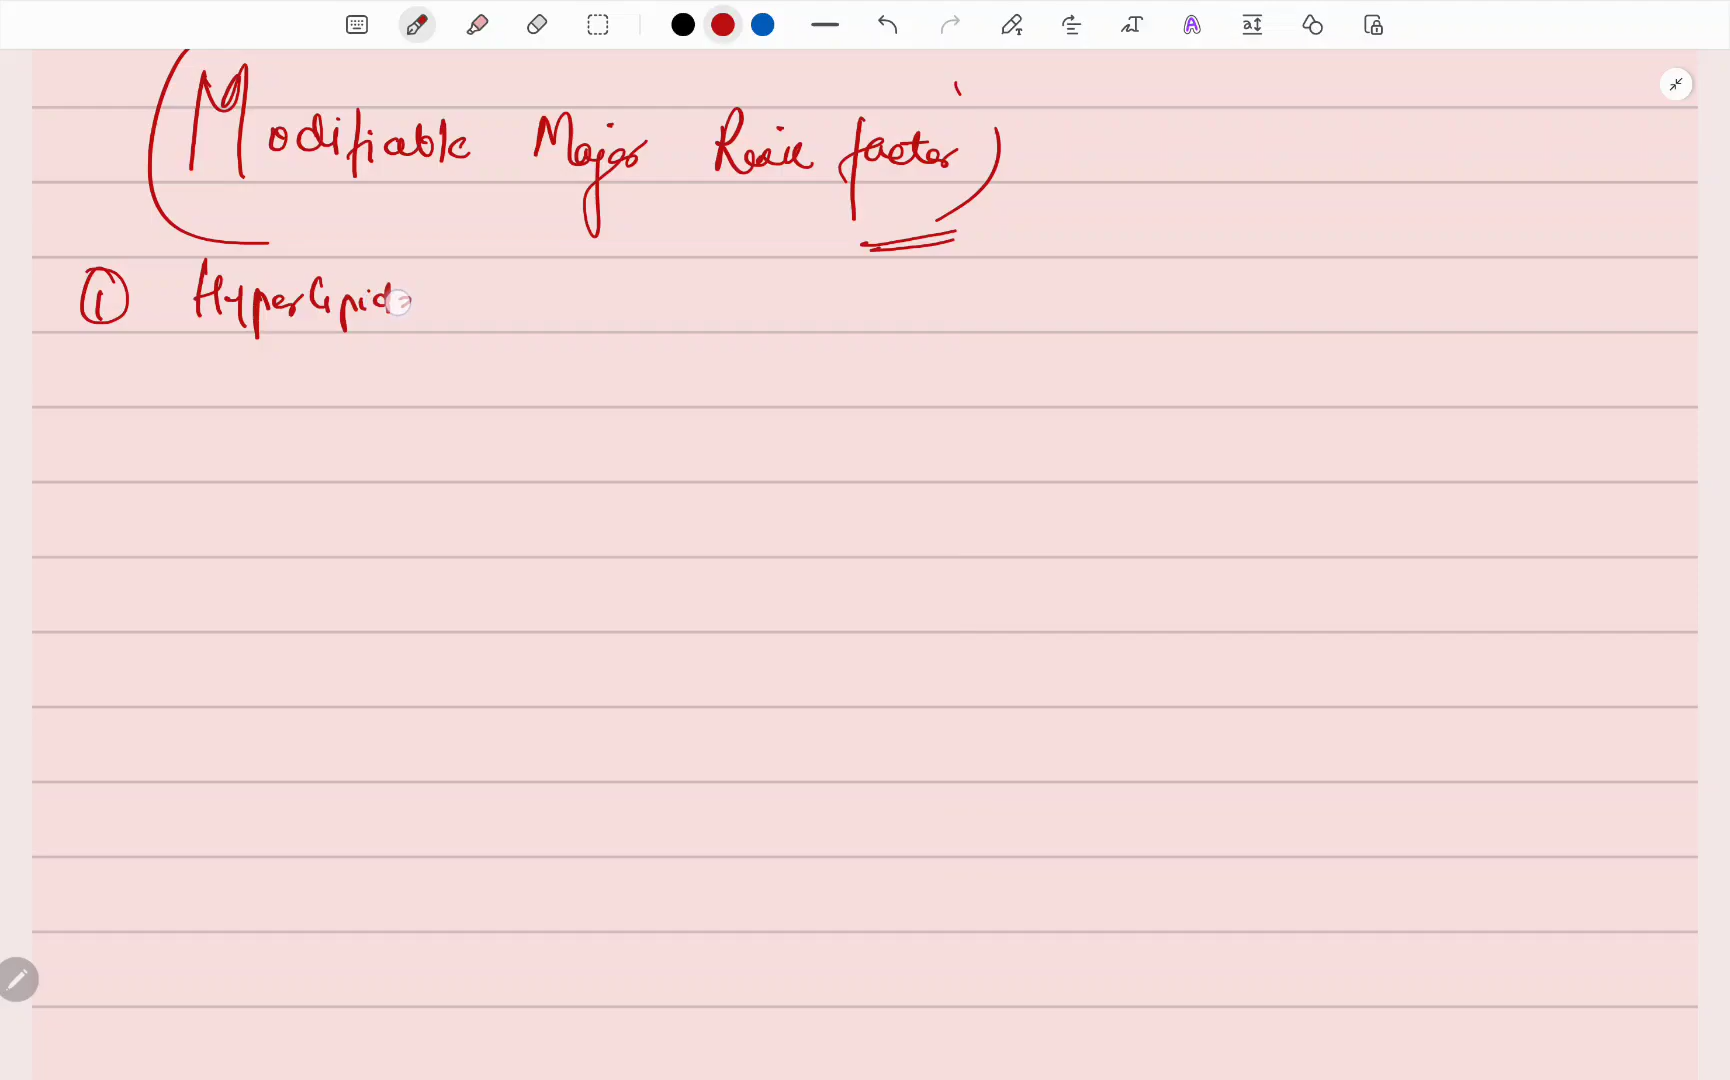 (Modifiable Major Risk factor)
① Hyperlipid